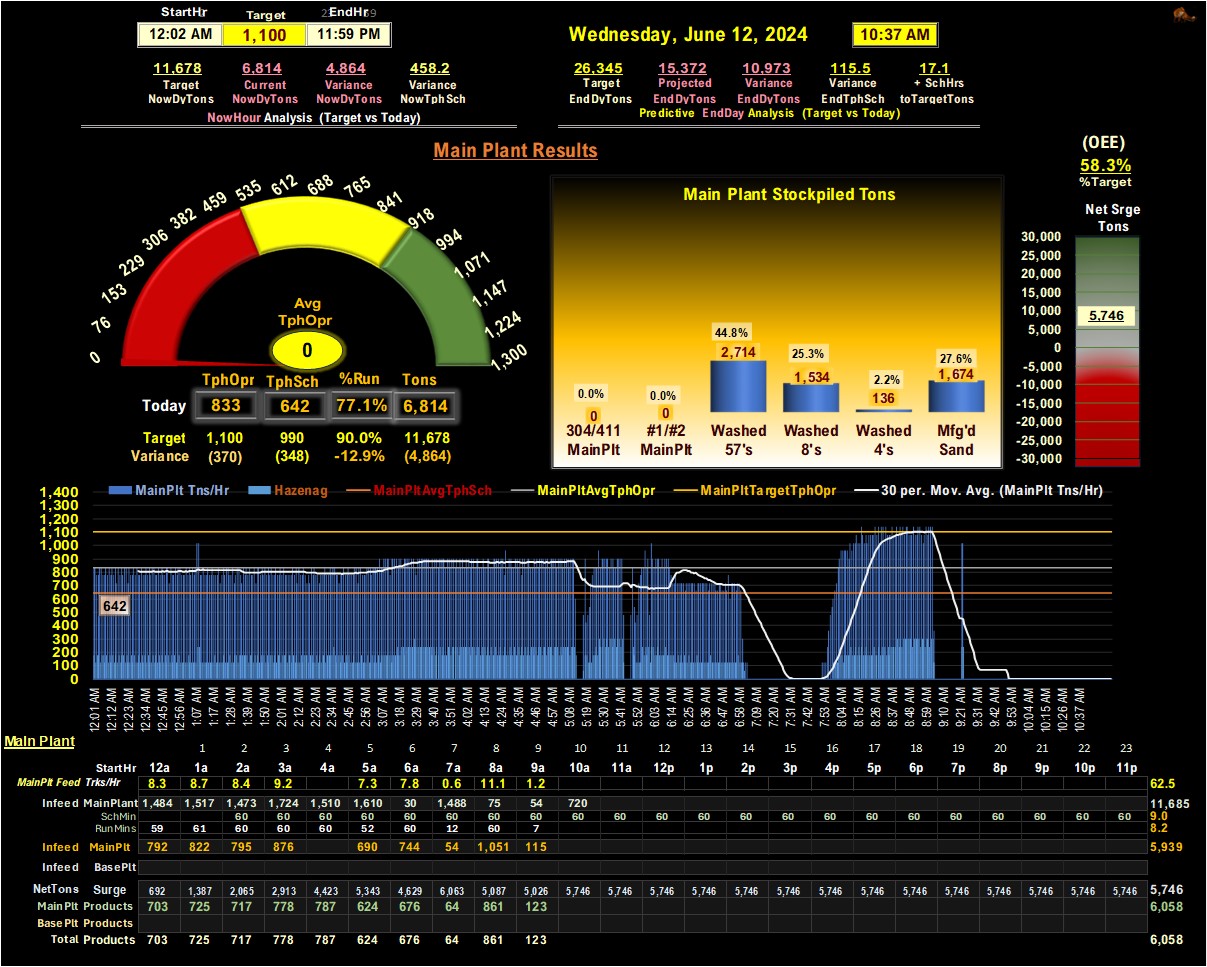 StartHr Target EndHr
12:02 AM 1,100 11:59 PM
Wednesday, June 12, 2024 10:37 AM
11,678 6,814 4,864 458.2
Target Current Variance Variance
NowDyTons NowDyTons NowDyTons NowTphSch
NowHour Analysis (Target vs Today)
26,345 15,372 10,973 115.5 17.1
Target Projected Variance Variance + SchHrs
EndDyTons EndDyTons EndDyTons EndTphSch toTargetTons
Predictive EndDay Analysis (Target vs Today)
Main Plant Results
(OEE)
58.3%
%Target
0 76 153 229 306 382 459 535 612 688 765 841 918 994 1,071 1,147 1,224 1,300
Avg
TphOpr
0
TphOpr TphSch %Run Tons
Today 833 642 77.1% 6,814
Target 1,100 990 90.0% 11,678
Variance (370) (348) -12.9% (4,864)
Main Plant Stockpiled Tons
0.0% 0.0% 44.8% 25.3% 2.2% 27.6%
0 0 2,714 1,534 136 1,674
304/411 #1/#2 Washed Washed Washed Mfg'd
MainPlt MainPlt 57's 8's 4's Sand
Net Srge
Tons
30,000
25,000
20,000
15,000
10,000
5,746
5,000
0
-5,000
-10,000
-15,000
-20,000
-25,000
-30,000
MainPlt Tns/Hr Hazenag MainPltAvgTphSch MainPltAvgTphOpr MainPltTargetTphOpr 30 per. Mov. Avg. (MainPlt Tns/Hr)
1,400
1,300
1,200
1,100
1,000
900
800
700
600
500
400
300
200
100
0
642
12:01 AM 12:12 AM 12:23 AM 12:34 AM 12:45 AM 12:56 AM 1:07 AM 1:17 AM 1:28 AM 1:39 AM 1:50 AM 2:01 AM 2:12 AM 2:23 AM 2:34 AM 2:45 AM 2:56 AM 3:07 AM 3:18 AM 3:29 AM 3:40 AM 3:51 AM 4:02 AM 4:13 AM 4:24 AM 4:35 AM 4:46 AM 4:57 AM 5:08 AM 5:19 AM 5:30 AM 5:41 AM 5:52 AM 6:03 AM 6:14 AM 6:25 AM 6:36 AM 6:47 AM 6:58 AM 7:09 AM 7:20 AM 7:31 AM 7:42 AM 7:53 AM 8:04 AM 8:15 AM 8:26 AM 8:37 AM 8:48 AM 8:59 AM 9:10 AM 9:21 AM 9:31 AM 9:42 AM 9:53 AM 10:04 AM 10:15 AM 10:26 AM 10:37 AM
Main Plant
1 2 3 4 5 6 7 8 9 10 11 12 13 14 15 16 17 18 19 20 21 22 23
StartHr 12a 1a 2a 3a 4a 5a 6a 7a 8a 9a 10a 11a 12p 1p 2p 3p 4p 5p 6p 7p 8p 9p 10p 11p
MainPlt Feed Trks/Hr 8.3 8.7 8.4 9.2 7.3 7.8 0.6 11.1 1.2 62.5
Infeed MainPlant 1,484 1,517 1,473 1,724 1,510 1,610 30 1,488 75 54 720 11,685
SchMin 60 60 60 60 60 60 60 60 60 60 60 60 60 60 60 60 60 60 60 60 60 60 9.0
RunMins 59 61 60 60 60 52 60 12 60 7 8.2
Infeed MainPlt 792 822 795 876 690 744 54 1,051 115 5,939
Infeed BasePlt
NetTons Surge 692 1,387 2,065 2,913 4,423 5,343 4,629 6,063 5,087 5,026 5,746 5,746 5,746 5,746 5,746 5,746 5,746 5,746 5,746 5,746 5,746 5,746 5,746 5,746 5,746
MainPlt Products 703 725 717 778 787 624 676 64 861 123 6,058
BasePlt Products
Total Products 703 725 717 778 787 624 676 64 861 123 6,058